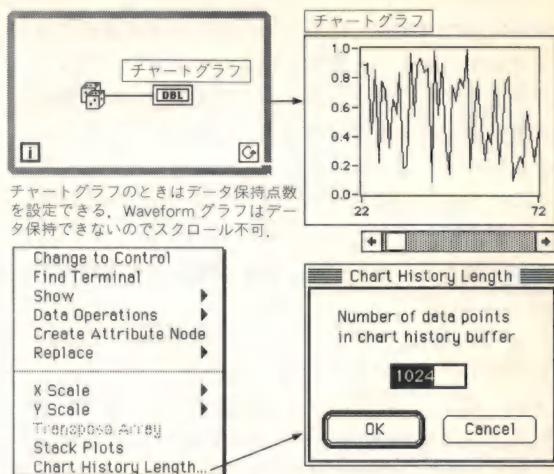 チャートグラフ
DBL
i
チャートグラフのときはデータ保持点数
を設定できる．Waveform グラフはデー
タ保持できないのでスクロール不可．
チャートグラフ
1.0
0.8
0.6
0.4
0.2
0.0
22 72
Change to Control
Find Terminal
Show
Data Operations
Create Attribute Node
Replace
X Scale
Y Scale
Transpose Array
Stack Plots
Chart History Length...
Chart History Length
Number of data points
in chart history buffer
1024
OK Cancel